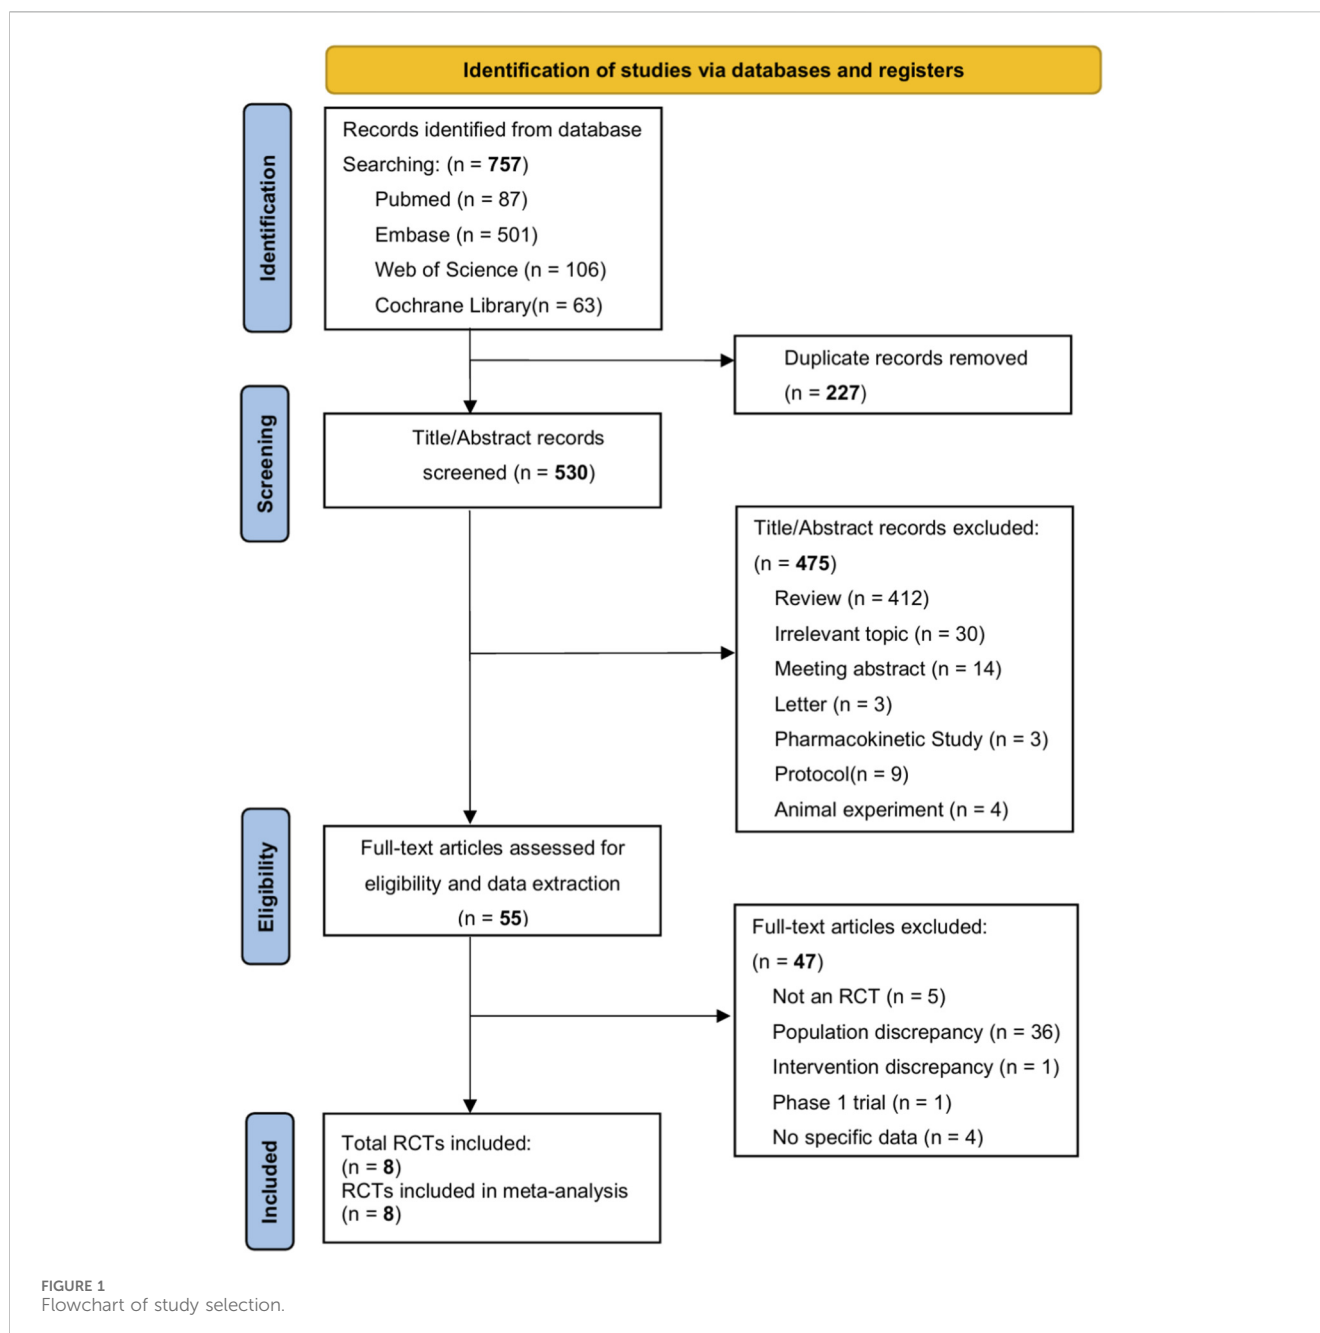 Identification of studies via databases and registers
Identification
Records identified from database
Searching: (n = 757)
Pubmed (n = 87)
Embase (n = 501)
Web of Science (n = 106)
Cochrane Library(n = 63)
Duplicate records removed
(n = 227)
Screening
Title/Abstract records
screened (n = 530)
Title/Abstract records excluded:
(n = 475)
Review (n = 412)
Irrelevant topic (n = 30)
Meeting abstract (n = 14)
Letter (n = 3)
Pharmacokinetic Study (n = 3)
Protocol(n = 9)
Animal experiment (n = 4)
Eligibility
Full-text articles assessed for
eligibility and data extraction
(n = 55)
Full-text articles excluded:
(n = 47)
Not an RCT (n = 5)
Population discrepancy (n = 36)
Intervention discrepancy (n = 1)
Phase 1 trial (n = 1)
No specific data (n = 4)
Included
Total RCTs included:
(n = 8)
RCTs included in meta-analysis
(n = 8)
FIGURE 1
Flowchart of study selection.